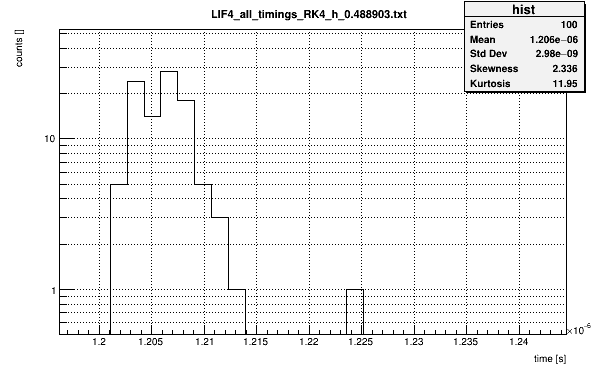 LIF4_all_timings_RK4_h_0.488903.txt
hist
Entries 100
Mean 1.206e−06
Std Dev 2.98e−09
Skewness 2.336
Kurtosis 11.95
counts []
10
1
1.2 1.205 1.21 1.215 1.22 1.225 1.23 1.235 1.24
×10⁻⁶
time [s]